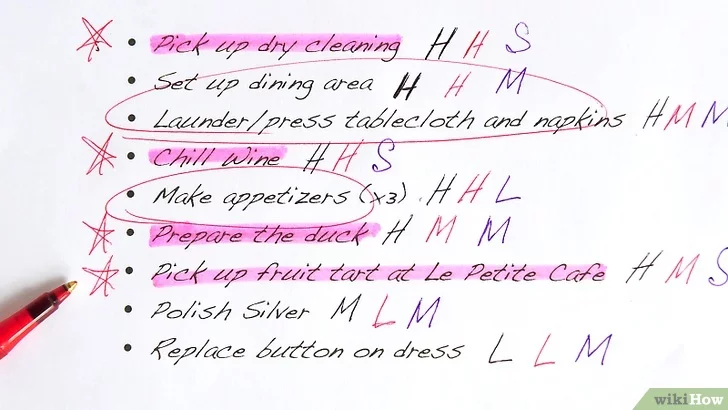 • Pick up dry cleaning H H S
• Set up dining area H H M
• Launder/press tablecloth and napkins H M M
• Chill Wine H H S
• Make appetizers (x3) H H L
• Prepare the duck H M M
• Pick up fruit tart at Le Petite Cafe H M S
• Polish Silver M L M
• Replace button on dress L L M
wikiHow